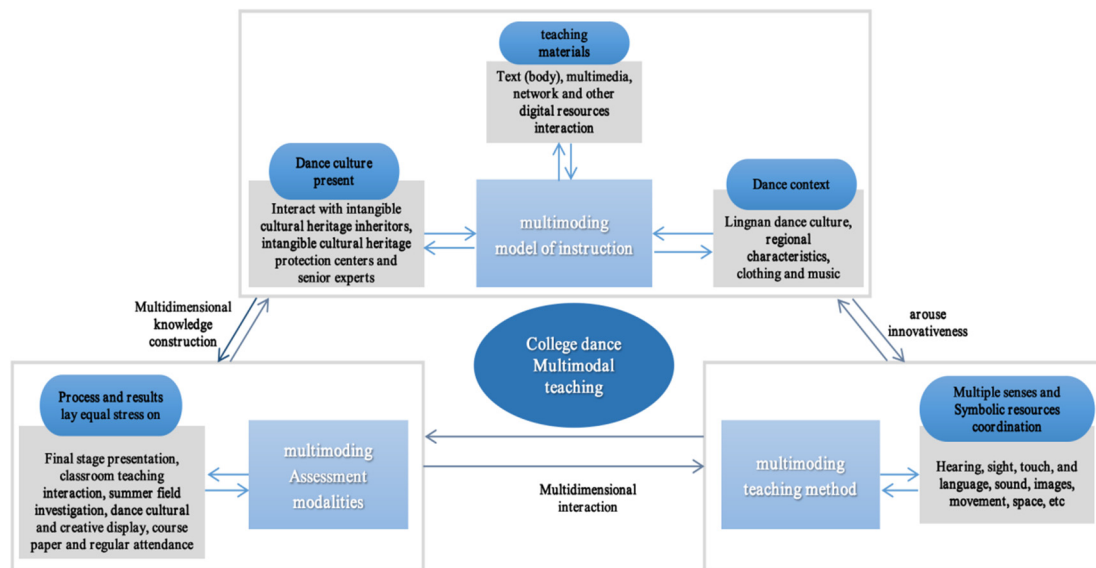 teaching
materials
Text (body), multimedia,
network and other
digital resources
interaction
Dance culture
present
Interact with intangible
cultural heritage inheritors,
intangible cultural heritage
protection centers and
senior experts
multimoding
model of instruction
Dance context
Lingnan dance culture,
regional
characteristics,
clothing and music
Multidimensional
knowledge
construction
arouse
innovativeness
College dance
Multimodal
teaching
Process and results
lay equal stress on
Final stage presentation,
classroom teaching
interaction, summer field
investigation, dance cultural
and creative display, course
paper and regular attendance
multimoding
Assessment
modalities
Multidimensional
interaction
multimoding
teaching method
Multiple senses and
Symbolic resources
coordination
Hearing, sight, touch, and
language, sound, images,
movement, space, etc